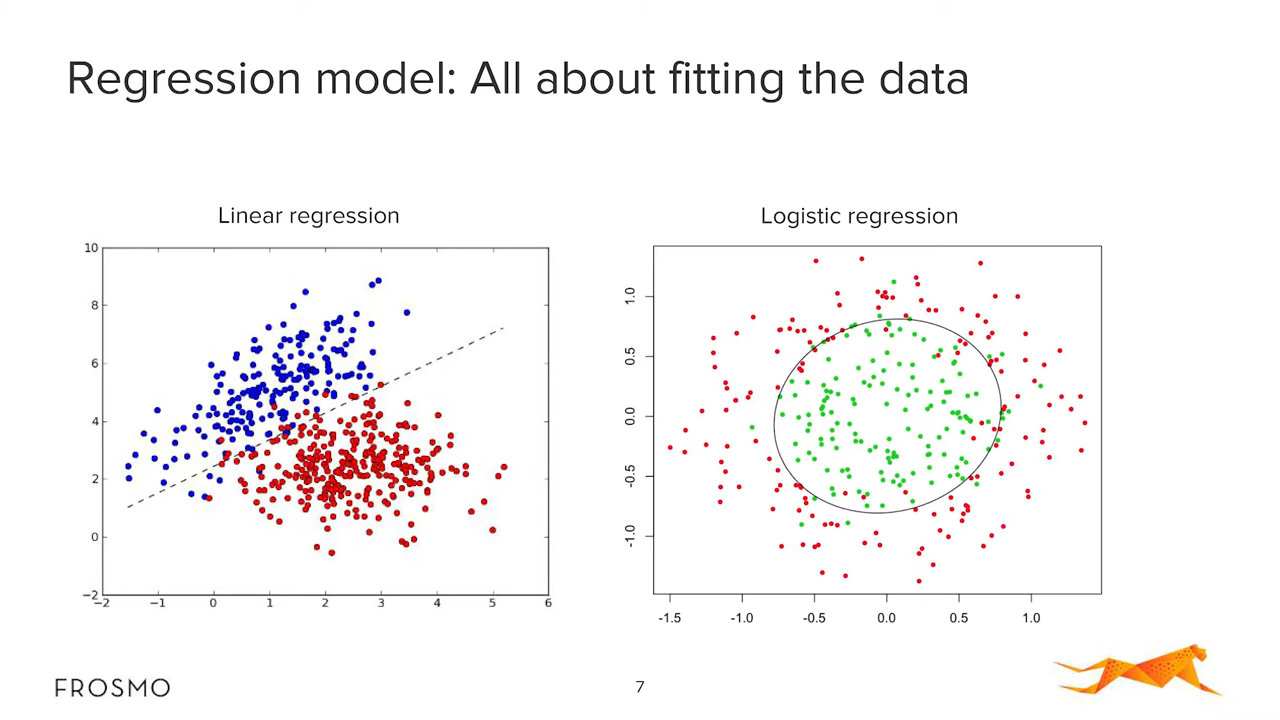 Regression model: All about fitting the data
Linear regression
10
8
6
4
2
0
−2
−2 −1 0 1 2 3 4 5 6
Logistic regression
1.0
0.5
0.0
-0.5
-1.0
-1.5 -1.0 -0.5 0.0 0.5 1.0
FROSMO
7